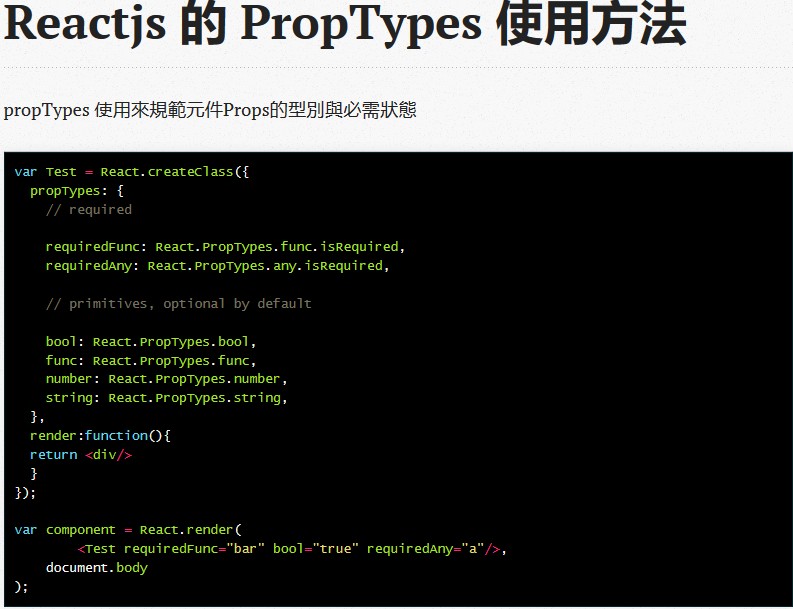 Reactjs 的 PropTypes 使用方法
propTypes 使用來規範元件Props的型別與必需狀態
var Test = React.createClass({
  propTypes: {
    // required
    requiredFunc: React.PropTypes.func.isRequired,
    requiredAny: React.PropTypes.any.isRequired,
    // primitives, optional by default
    bool: React.PropTypes.bool,
    func: React.PropTypes.func,
    number: React.PropTypes.number,
    string: React.PropTypes.string,
  },
  render:function(){
  return <div/>
  }
});
var component = React.render(
        <Test requiredFunc="bar" bool="true" requiredAny="a"/>,
    document.body
);